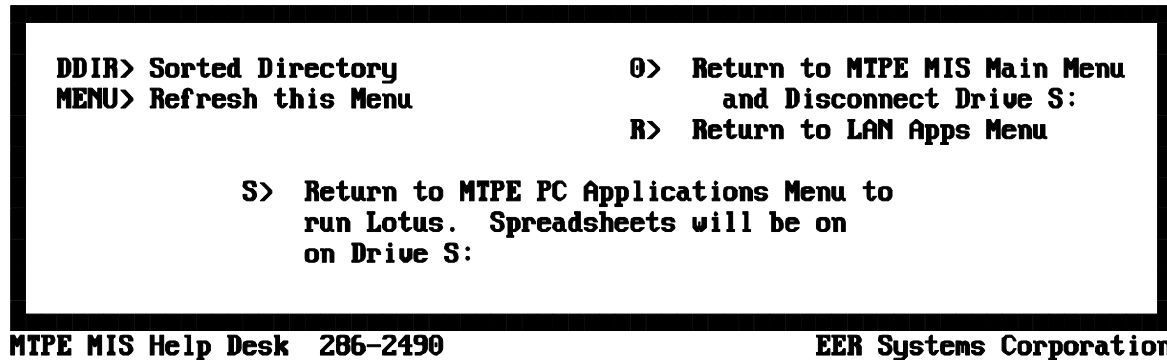 DDIR> Sorted Directory 0> Return to MTPE MIS Main Menu
MENU> Refresh this Menu and Disconnect Drive S:
R> Return to LAN Apps Menu
S> Return to MTPE PC Applications Menu to
run Lotus. Spreadsheets will be on
on Drive S:
MTPE MIS Help Desk 286-2490 EER Systems Corporation